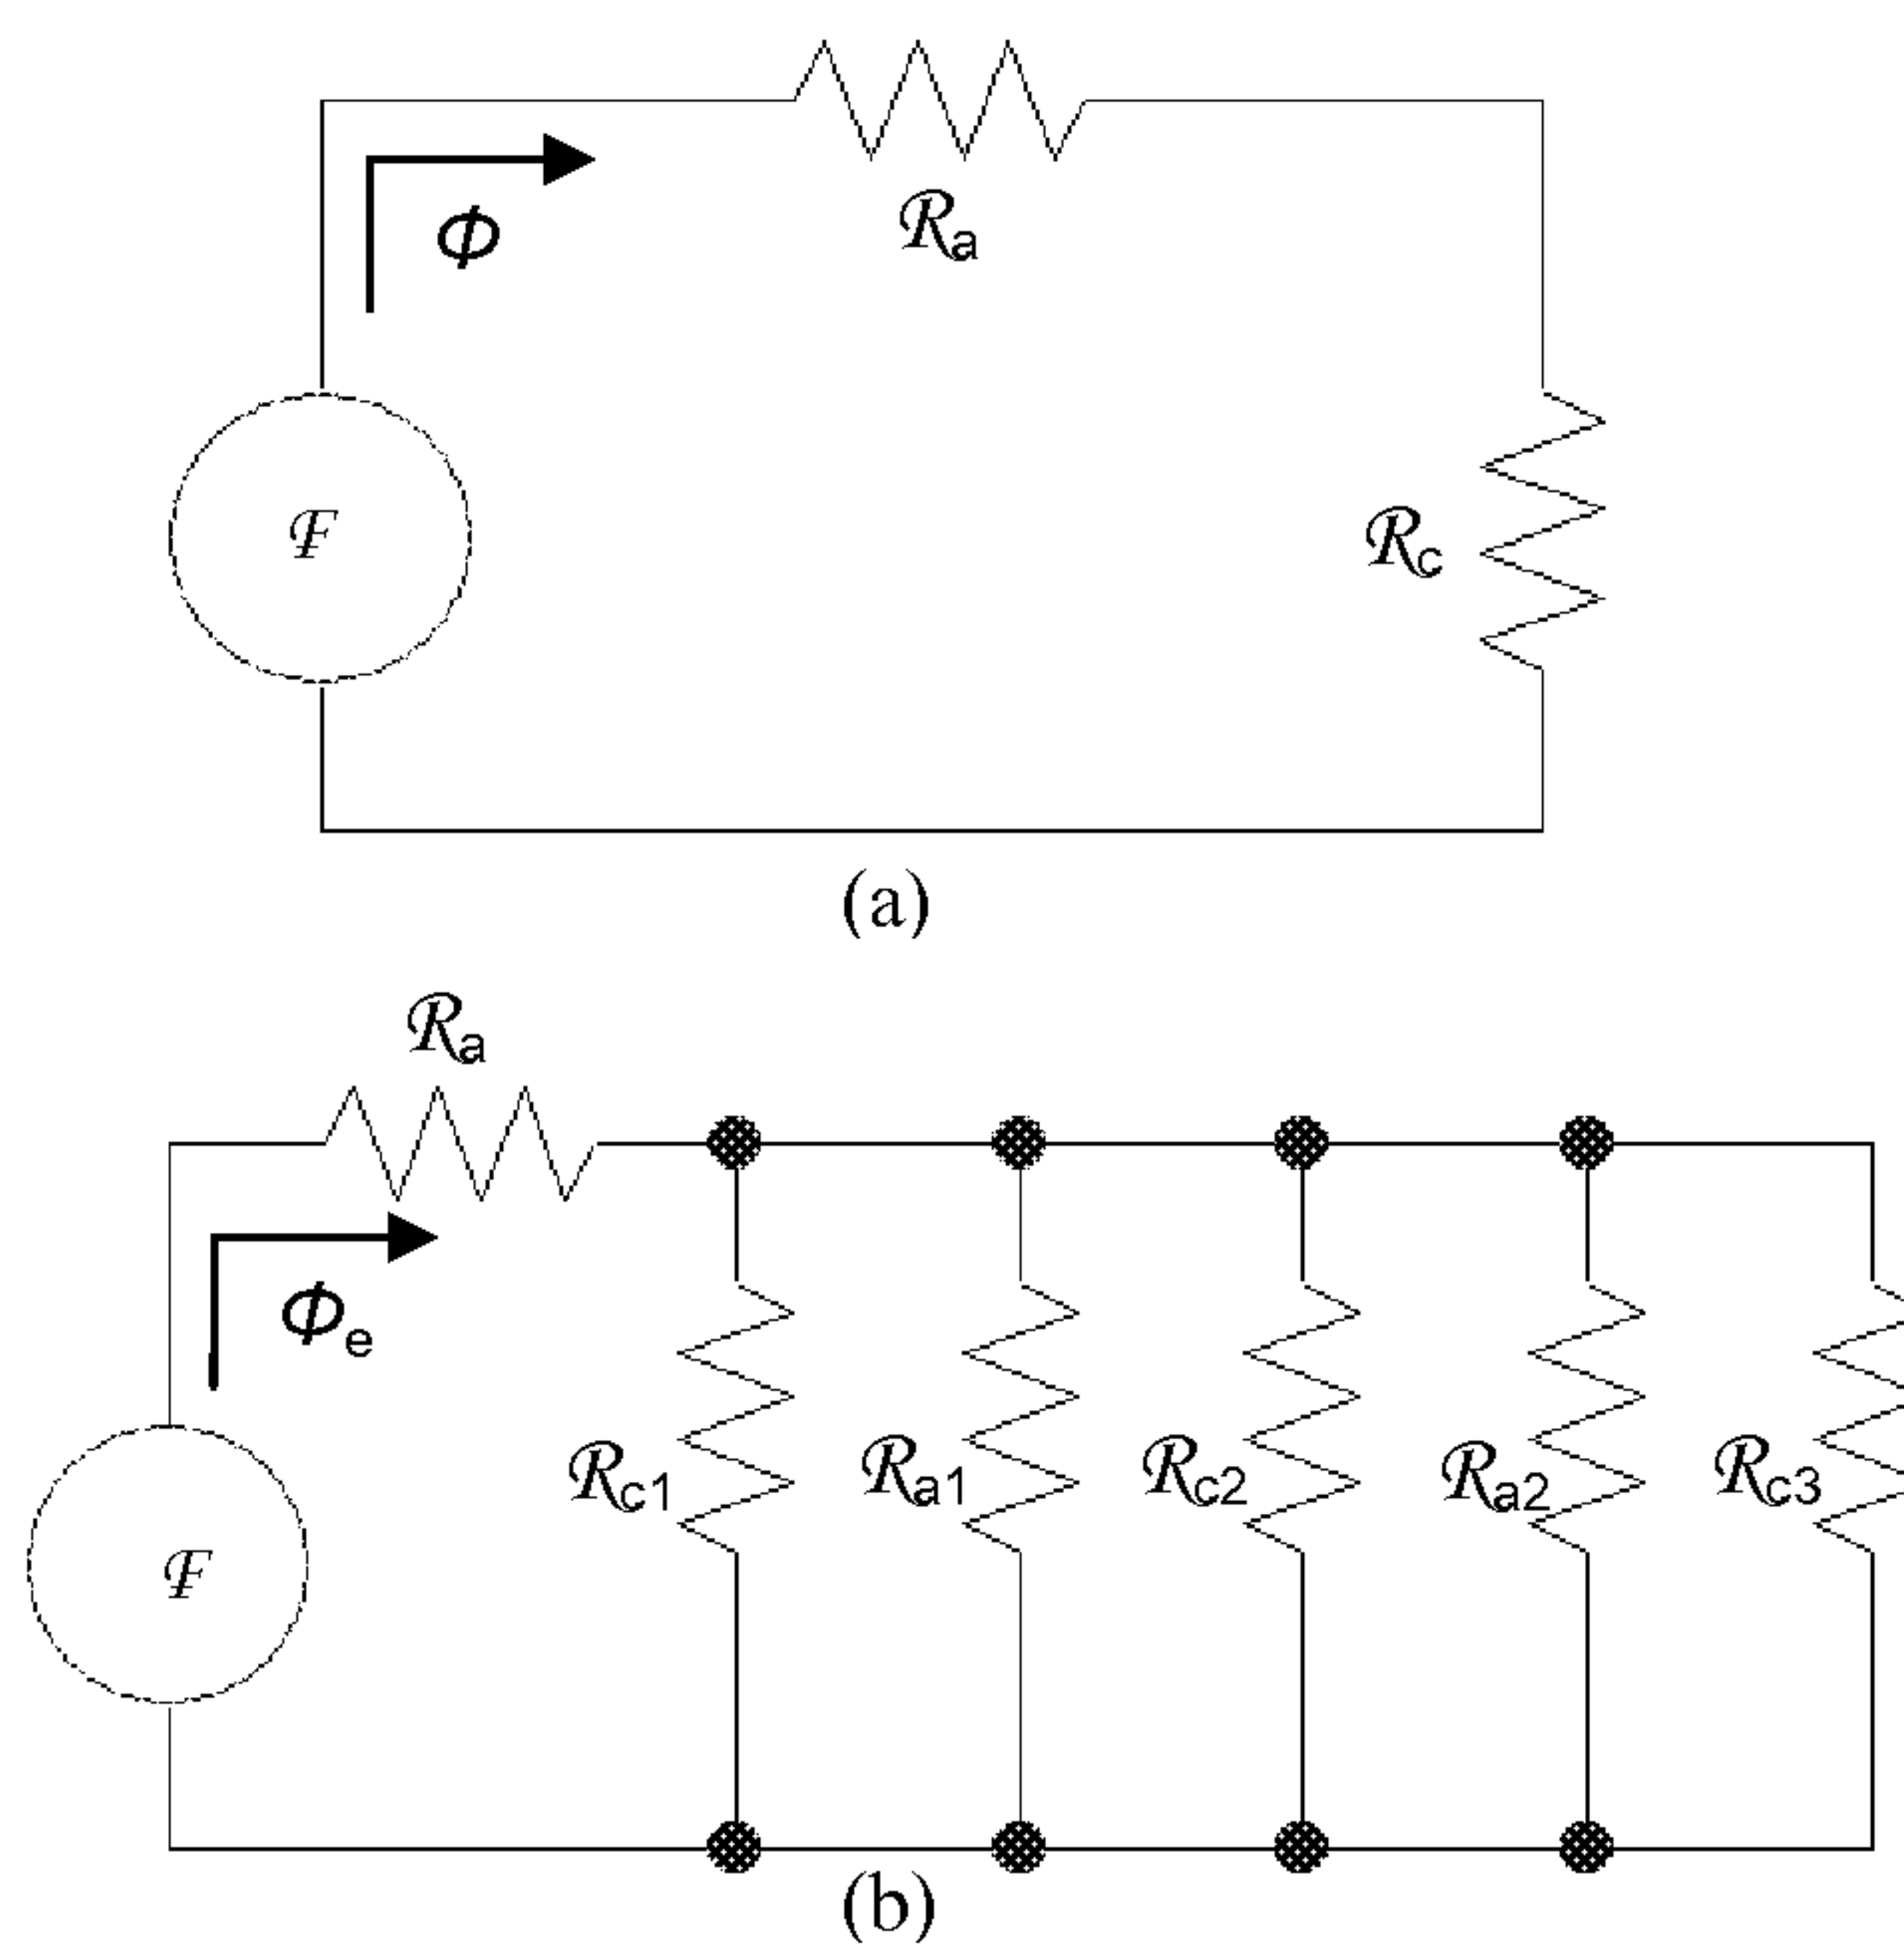 Φ
ℛa
ℱ
ℛc
(a)
ℛa
Φe
ℛc1
ℛa1
ℛc2
ℛa2
ℛc3
ℱ
(b)